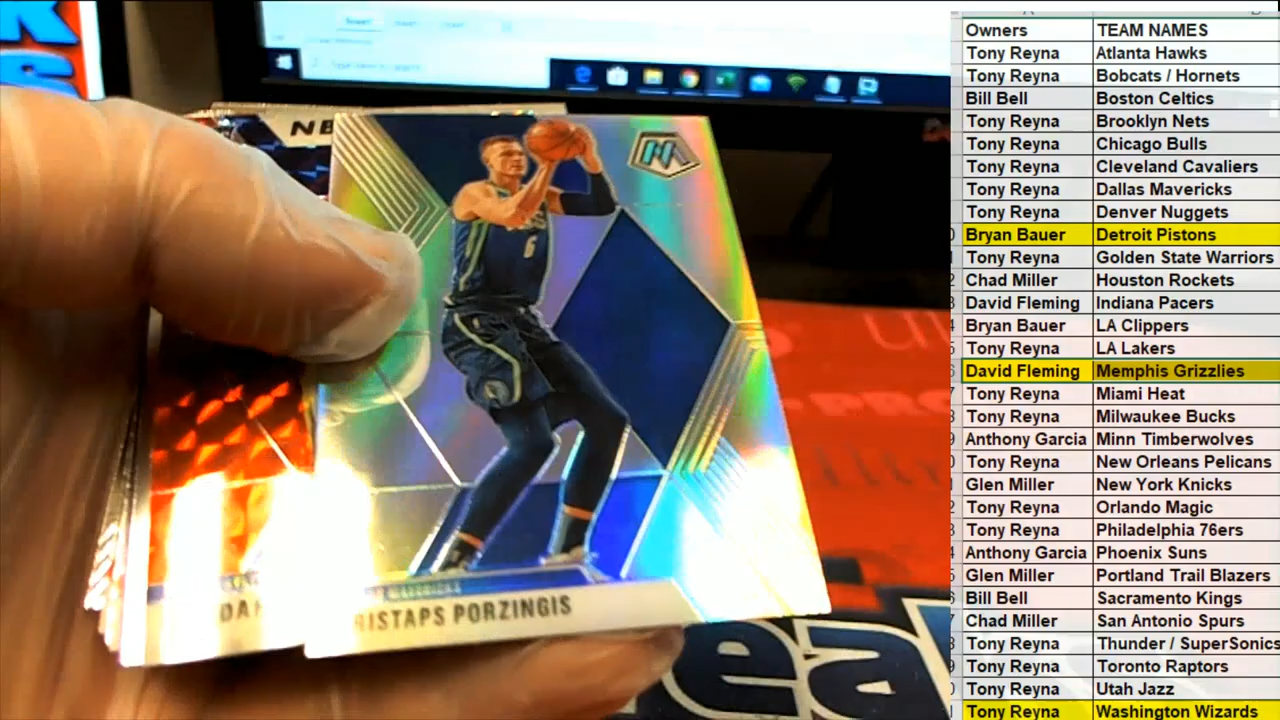 NB
6
MAVERICKS
DAN
RISTAPS PORZINGIS
ea
Owners TEAM NAMES
Tony Reyna Atlanta Hawks
Tony Reyna Bobcats / Hornets
Bill Bell Boston Celtics
Tony Reyna Brooklyn Nets
Tony Reyna Chicago Bulls
Tony Reyna Cleveland Cavaliers
Tony Reyna Dallas Mavericks
Tony Reyna Denver Nuggets
Bryan Bauer Detroit Pistons
Tony Reyna Golden State Warriors
Chad Miller Houston Rockets
David Fleming Indiana Pacers
Bryan Bauer LA Clippers
Tony Reyna LA Lakers
David Fleming Memphis Grizzlies
Tony Reyna Miami Heat
Tony Reyna Milwaukee Bucks
Anthony Garcia Minn Timberwolves
Tony Reyna New Orleans Pelicans
Glen Miller New York Knicks
Tony Reyna Orlando Magic
Tony Reyna Philadelphia 76ers
Anthony Garcia Phoenix Suns
Glen Miller Portland Trail Blazers
Bill Bell Sacramento Kings
Chad Miller San Antonio Spurs
Tony Reyna Thunder / SuperSonics
Tony Reyna Toronto Raptors
Tony Reyna Utah Jazz
Tony Reyna Washington Wizards